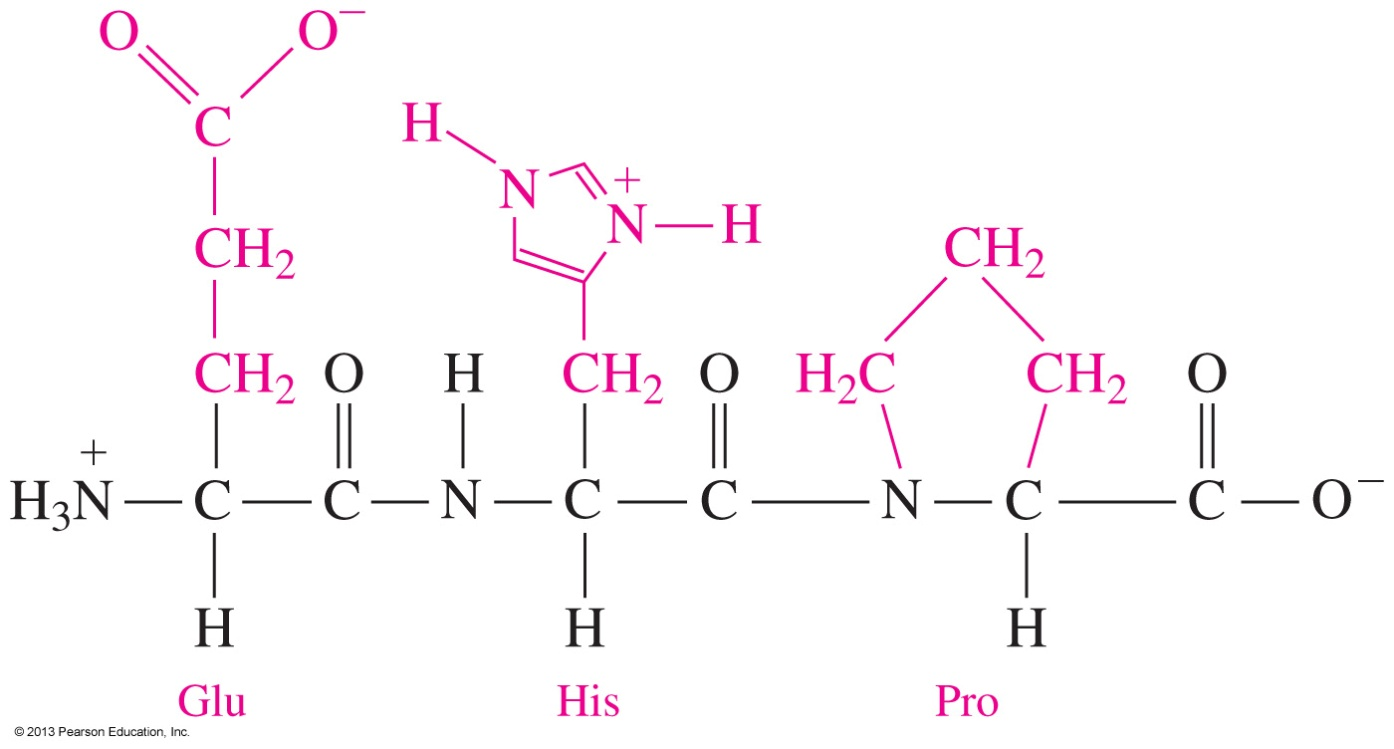 O O⁻
C
H
N + 
CH₂ N H
CH₂
CH₂ O H CH₂ O H₂C CH₂ O
+
H₃N C C N C C N C C O⁻
H H H
Glu His Pro
© 2013 Pearson Education, Inc.